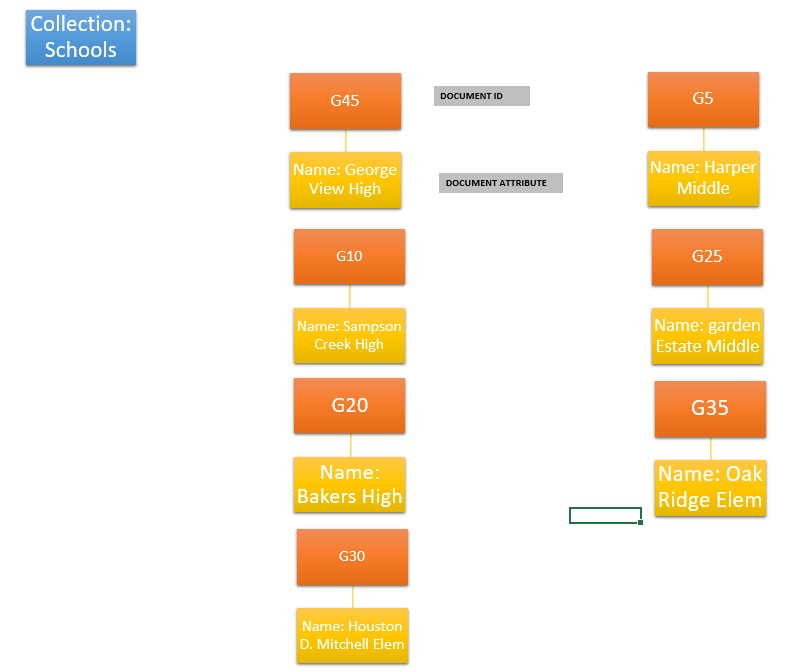 Collection:
Schools
G45
DOCUMENT ID
G5
Name: George
View High
DOCUMENT ATTRIBUTE
Name: Harper
Middle
G10
G25
Name: Sampson
Creek High
Name: garden
Estate Middle
G20
G35
Name:
Bakers High
Name: Oak
Ridge Elem
G30
Name: Houston
D. Mitchell Elem